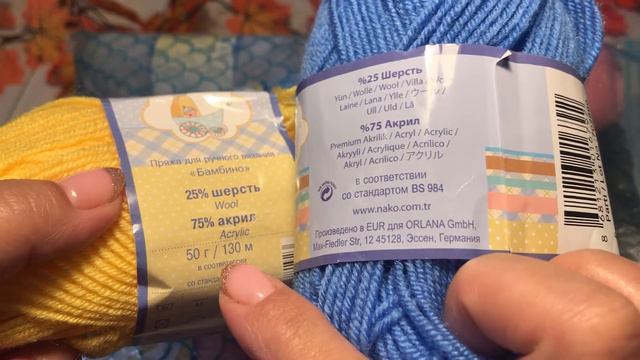 Пряжа для ручного вязания
«Бамбино»
25% шерсть
Wool
75% акрил
Acrylic
50 г / 130 м
в соответствии
со
%25 Шерсть
Yün / Wolle / Wool / Villa /
Laine / Lana / Ylle / ウール /
Ull / Uld / Lã
%75 Акрил
Premium Akrilik / Acryl / Acrylic /
Akryyli / Acrylique / Acrílico /
Akryl / Acrilico / アクリル
в соответствии
со стандартом BS 984
www.nako.com.tr
Произведено в EUR для ORLANA GmbH,
Max-Fiedler Str, 12 45128, Эссен, Германия